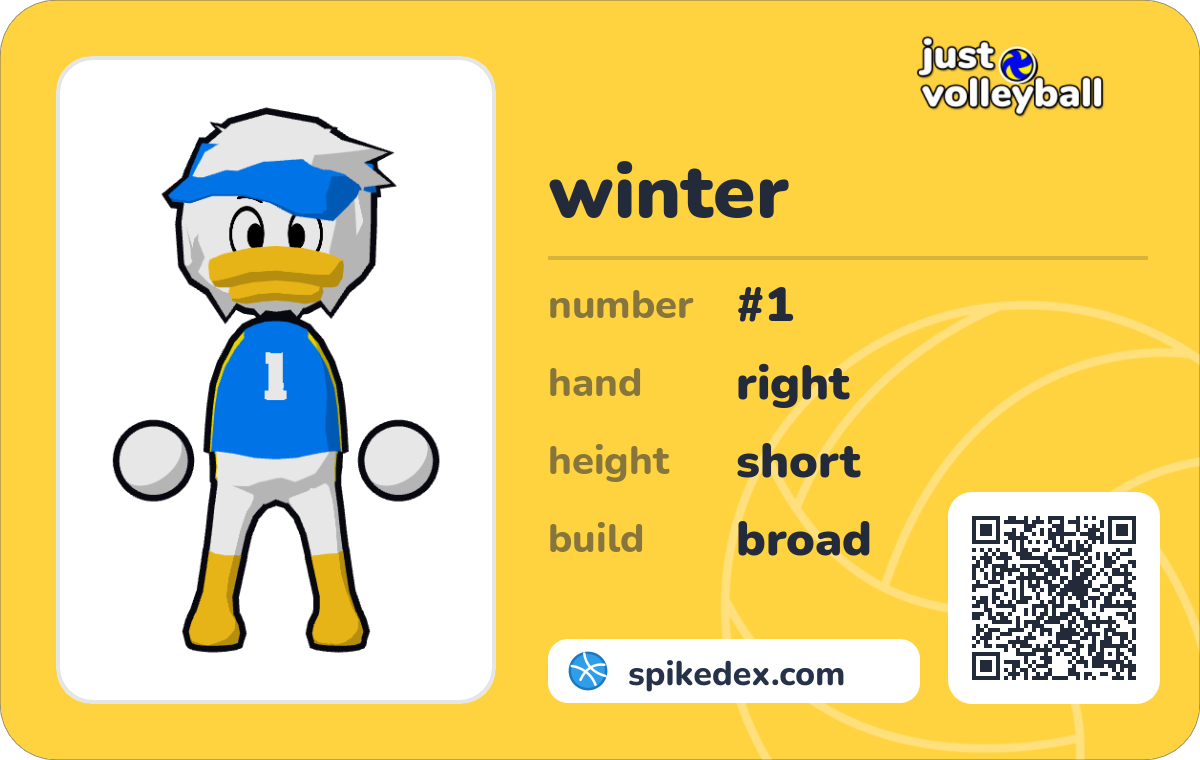 just
volleyball
winter
number #1
hand right
height short
build broad
1
spikedex.com